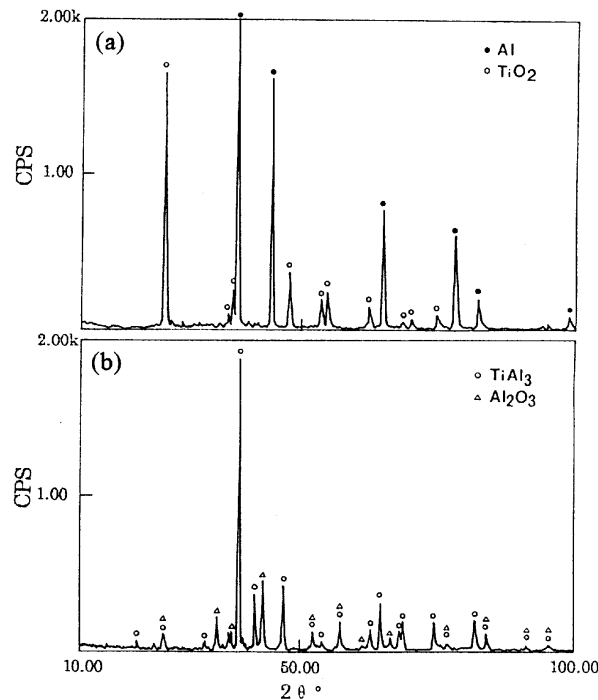 2.00k
(a)
● Al
○ TiO2
1.00
CPS
2.00k
(b)
○ TiAl3
△ Al2O3
1.00
CPS
10.00 50.00 100.00
2 θ °